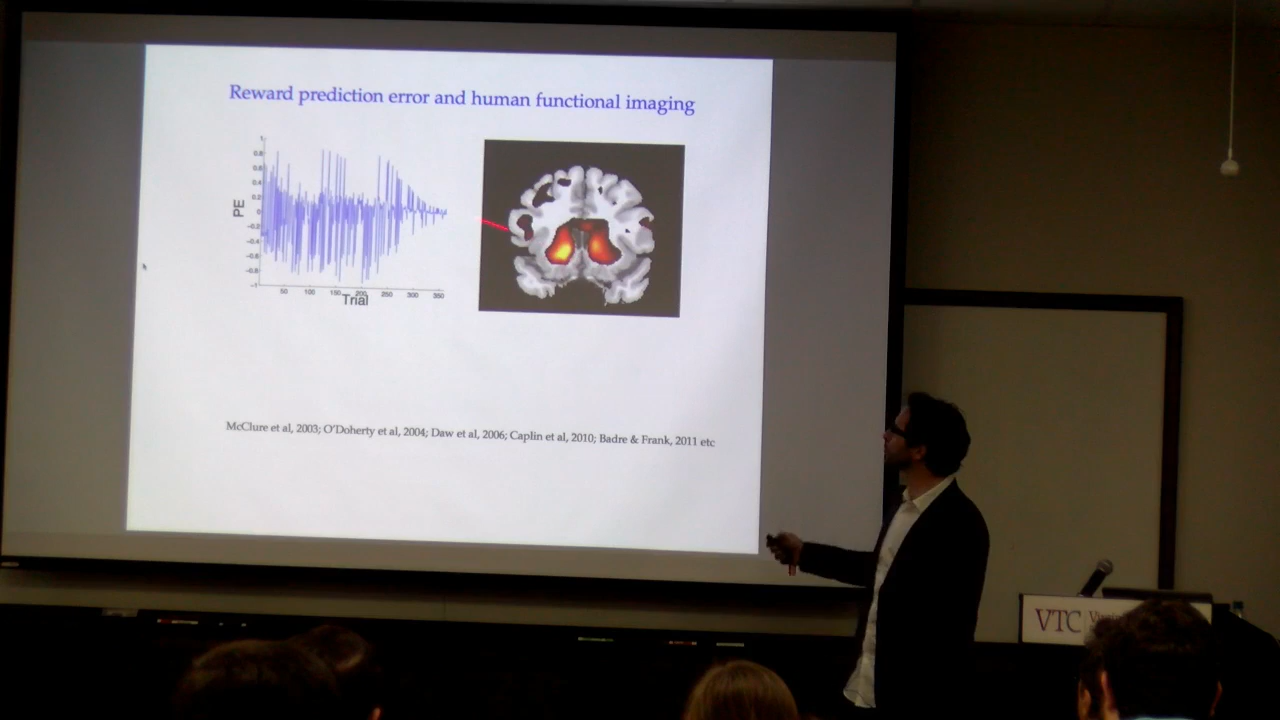 Reward prediction error and human functional imaging
1
0.8
0.6
0.4
0.2
0
-0.2
-0.4
-0.6
-0.8
-1
PE
50 100 150 200 250 300 350
Trial
McClure et al, 2003; O'Doherty et al, 2004; Daw et al, 2006; Caplin et al, 2010; Badre & Frank, 2011 etc
VTC